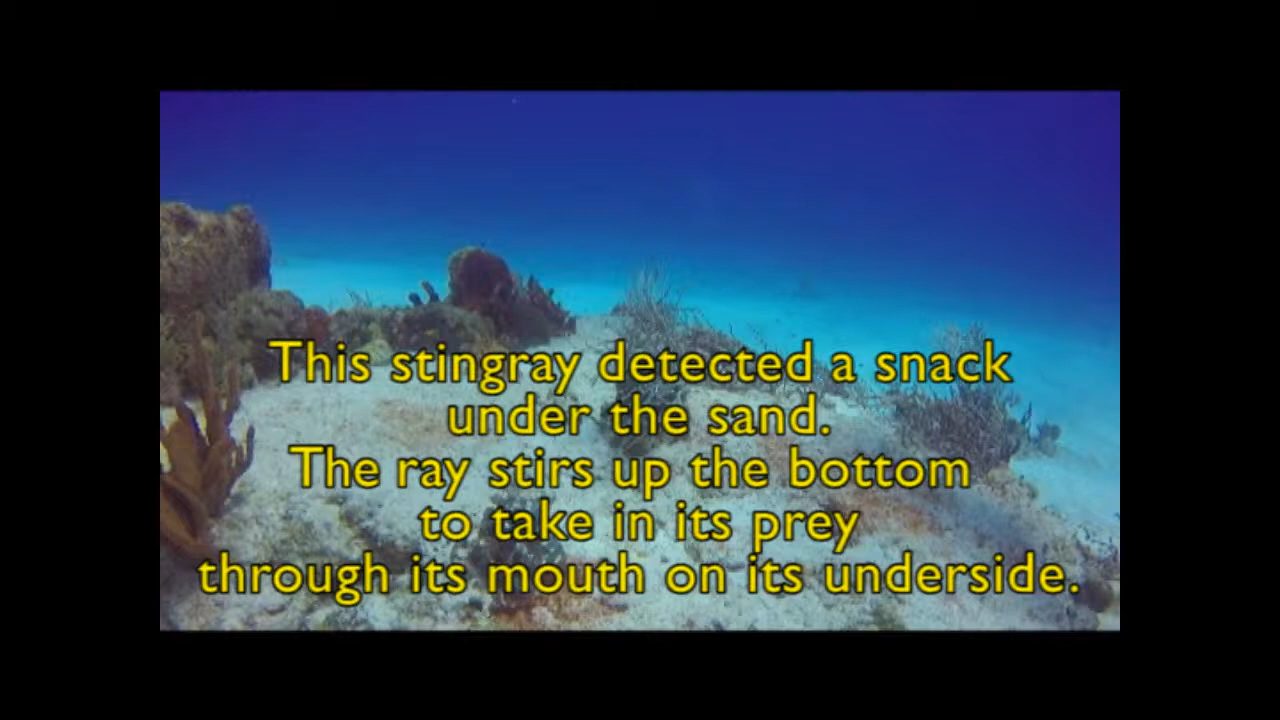 This stingray detected a snack
under the sand.
The ray stirs up the bottom
to take in its prey
through its mouth on its underside.